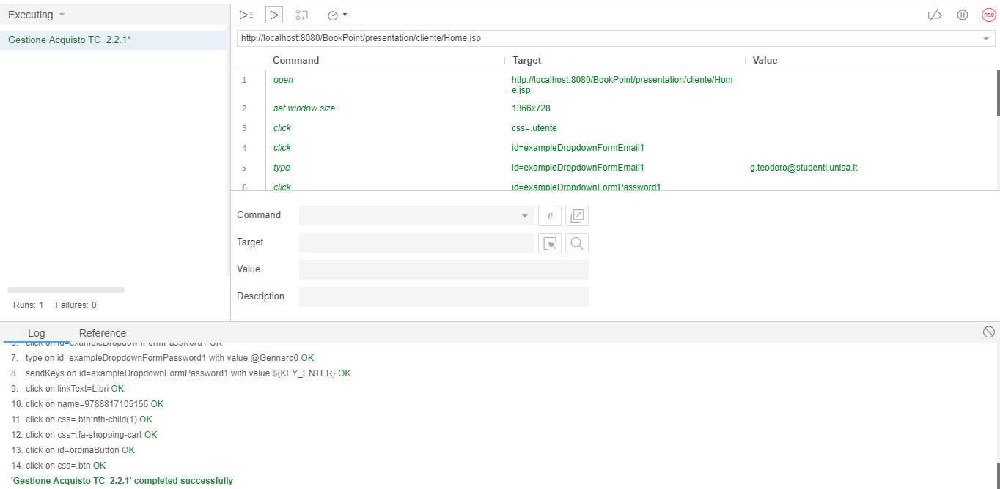 Executing
REC
Gestione Acquisto TC_2.2.1*
http://localhost:8080/BookPoint/presentation/cliente/Home.jsp
Command Target Value
1 open http://localhost:8080/BookPoint/presentation/cliente/Hom
e.jsp
2 set window size 1366x728
3 click css=.utente
4 click id=exampleDropdownFormEmail1
5 type id=exampleDropdownFormEmail1 g.teodoro@studenti.unisa.it
6 click id=exampleDropdownFormPassword1
Command //
Target
Value
Description
Runs: 1 Failures: 0
Log Reference
6. click on id=exampleDropdownFormPassword1 OK
7. type on id=exampleDropdownFormPassword1 with value @Gennaro0 OK
8. sendKeys on id=exampleDropdownFormPassword1 with value ${KEY_ENTER} OK
9. click on linkText=Libri OK
10. click on name=9788817105156 OK
11. click on css=.btn:nth-child(1) OK
12. click on css=.fa-shopping-cart OK
13. click on id=ordinaButton OK
14. click on css=.btn OK
'Gestione Acquisto TC_2.2.1' completed successfully